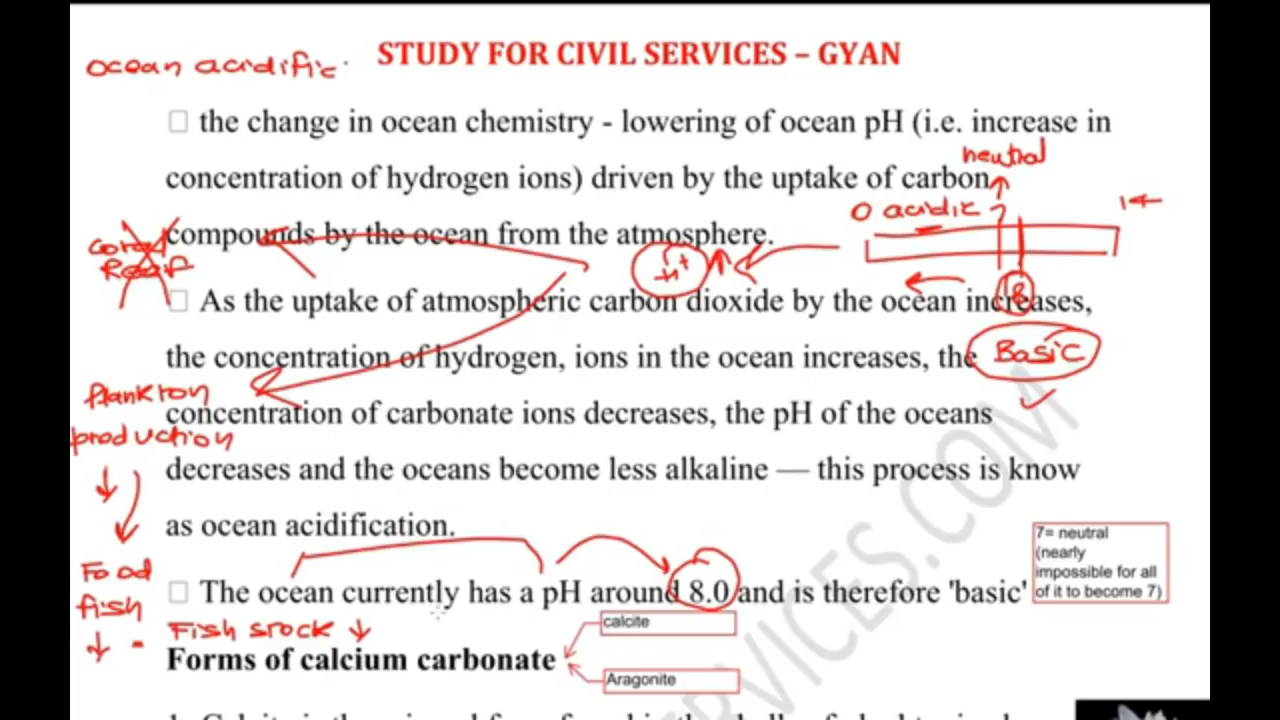 STUDY FOR CIVIL SERVICES – GYAN
ocean acidific.
□ the change in ocean chemistry - lowering of ocean pH (i.e. increase in
neutral
concentration of hydrogen ions) driven by the uptake of carbon
0 acidic 7 14
compounds by the ocean from the atmosphere.
Coral
Reef
H+
□ As the uptake of atmospheric carbon dioxide by the ocean increases,
8
the concentration of hydrogen, ions in the ocean increases, the
Basic
Plankton
concentration of carbonate ions decreases, the pH of the oceans
production
decreases and the oceans become less alkaline — this process is know
as ocean acidification.
7= neutral
(nearly
impossible for all
of it to become 7)
Food
fish
□ The ocean currently has a pH around 8.0 and is therefore 'basic'
Fish stock
calcite
Forms of calcium carbonate
Aragonite
SERVICES.COM